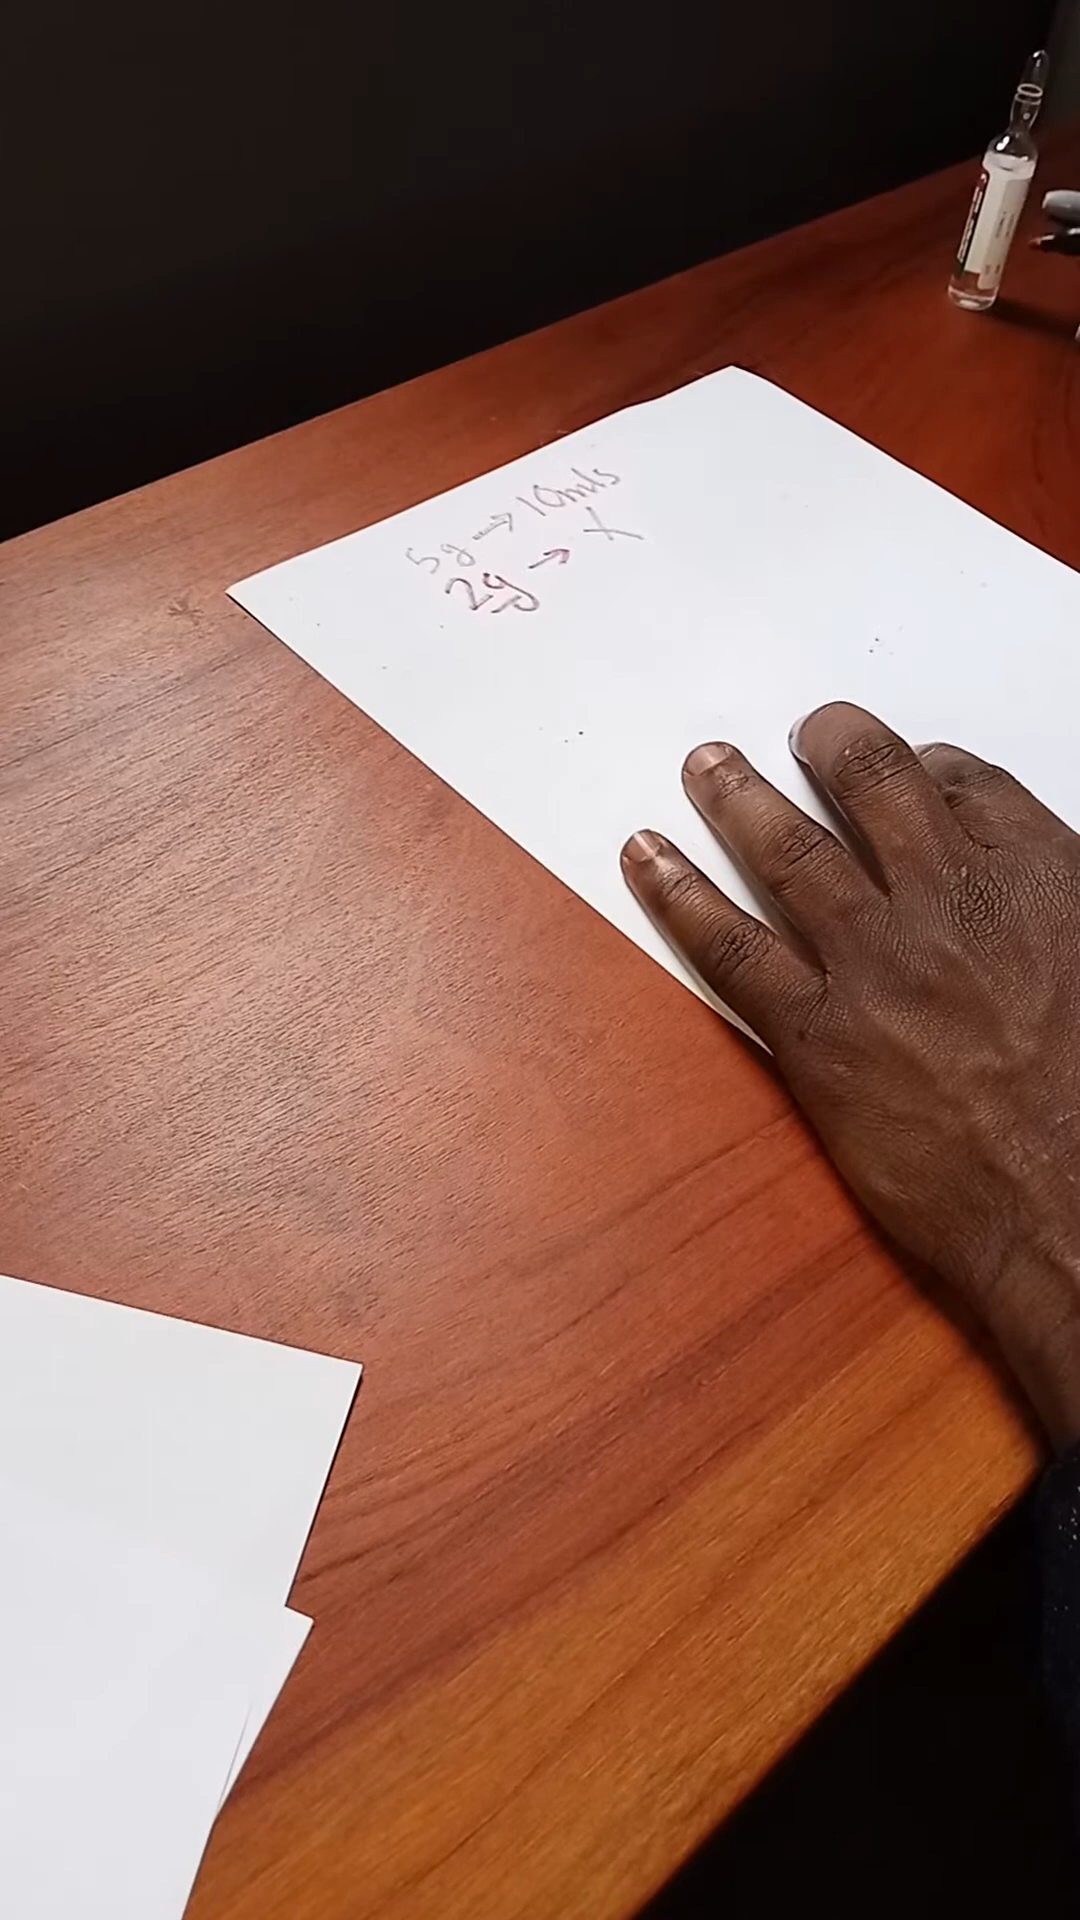 5g → 10mls
2g → X